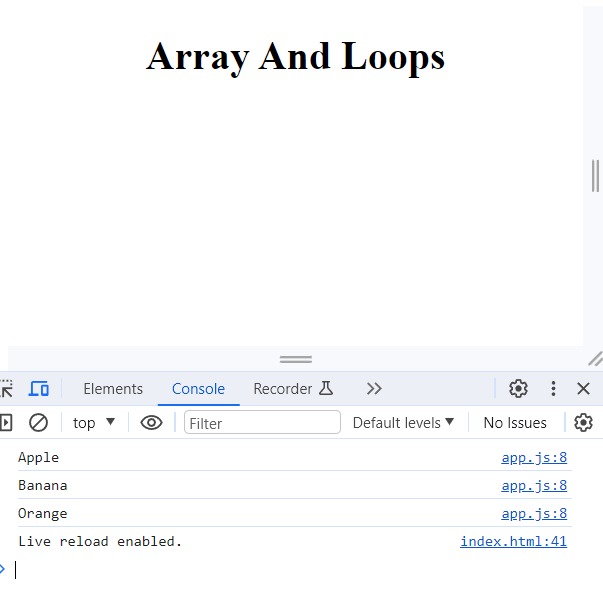 Array And Loops
Elements Console Recorder
top Filter Default levels No Issues
Apple app.js:8
Banana app.js:8
Orange app.js:8
Live reload enabled. index.html:41